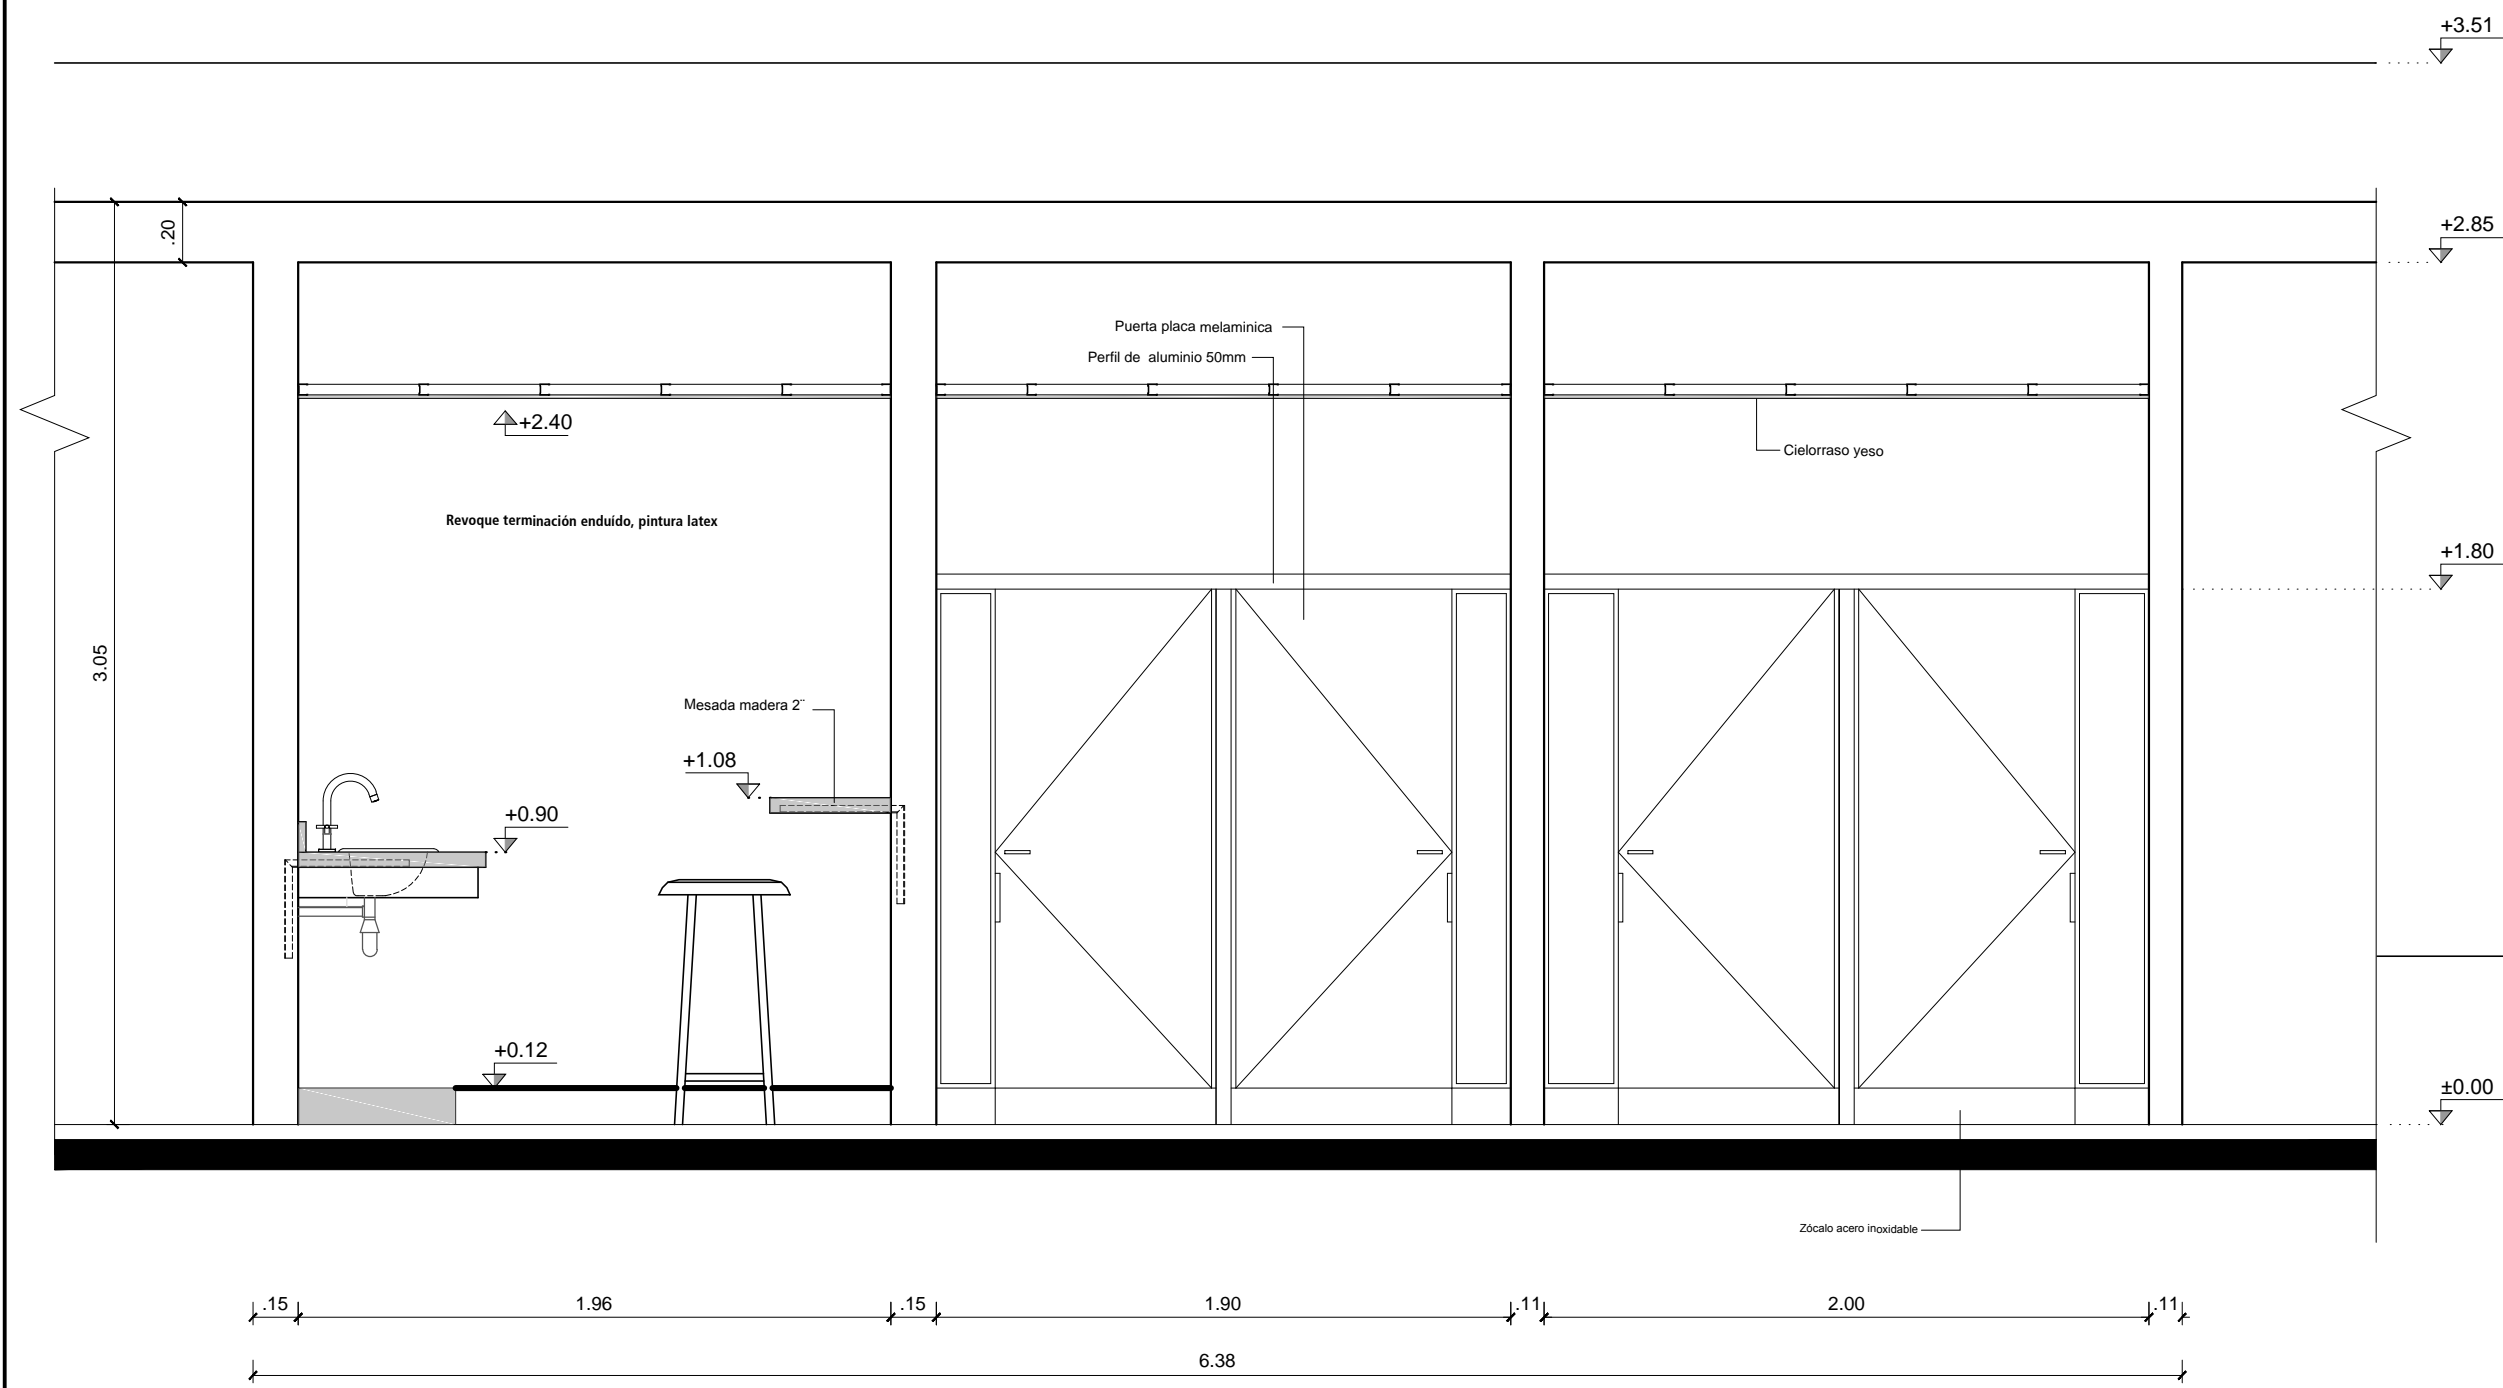 +3.51
.20
+2.85
Puerta placa melaminica
Perfil de aluminio 50mm
+2.40
Cielorraso yeso
Revoque terminación enduído, pintura latex
+1.80
3.05
Mesada madera 2¨
+1.08
+0.90
+0.12
±0.00
Zócalo acero inoxidable
.15 1.96 .15 1.90 .11 2.00 .11
6.38